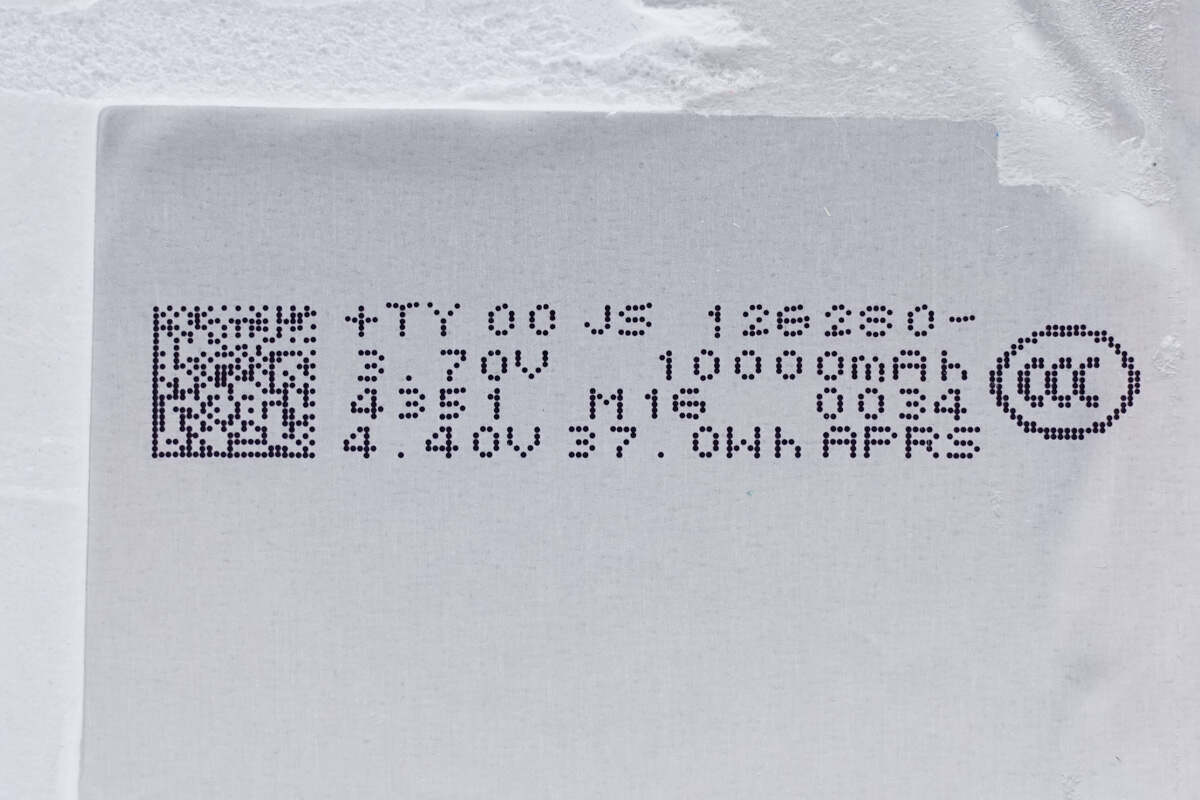 +TY 00 JS 126280-
3.70V 10000mAh
4351 M16 0034
4.40V 37.0Wh APRS
CCC